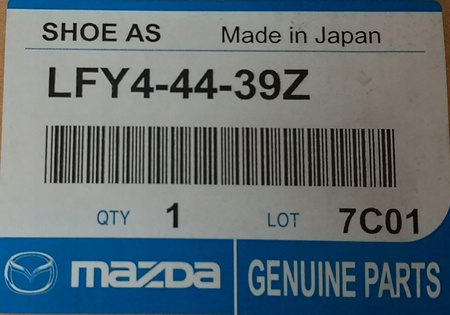 SHOE AS Made in Japan
LFY4-44-39Z
QTY 1 LOT 7C01
mazda GENUINE PARTS